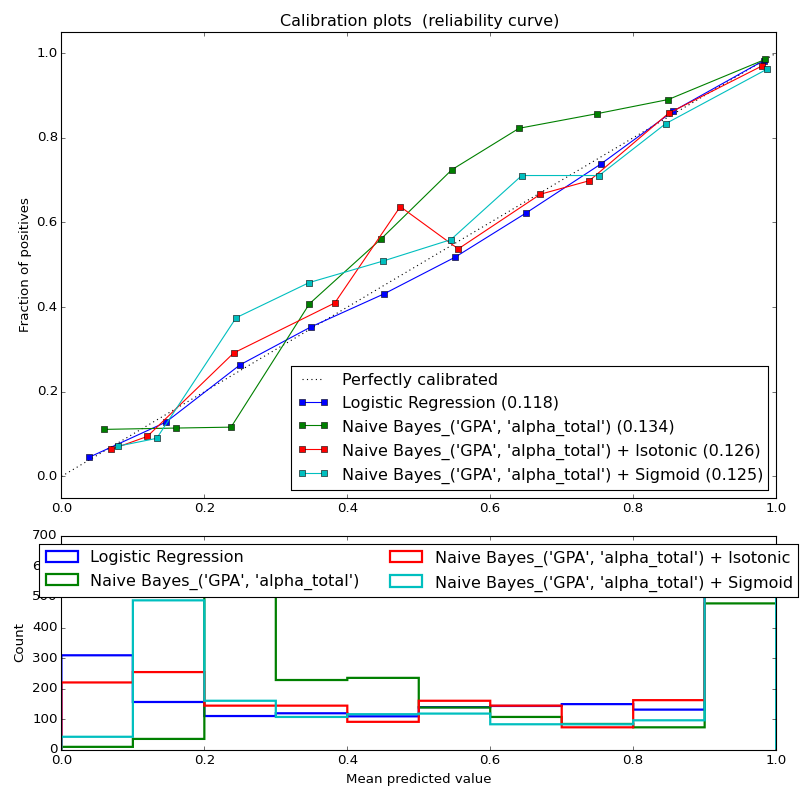 Calibration plots (reliability curve)
1.0
0.8
0.6
0.4
0.2
0.0
Fraction of positives
Perfectly calibrated
Logistic Regression (0.118)
Naive Bayes_('GPA', 'alpha_total') (0.134)
Naive Bayes_('GPA', 'alpha_total') + Isotonic (0.126)
Naive Bayes_('GPA', 'alpha_total') + Sigmoid (0.125)
0.0 0.2 0.4 0.6 0.8 1.0
700
Logistic Regression
Naive Bayes_('GPA', 'alpha_total')
Naive Bayes_('GPA', 'alpha_total') + Isotonic
Naive Bayes_('GPA', 'alpha_total') + Sigmoid
400
300
200
100
0
Count
0.0 0.2 0.4 0.6 0.8 1.0
Mean predicted value